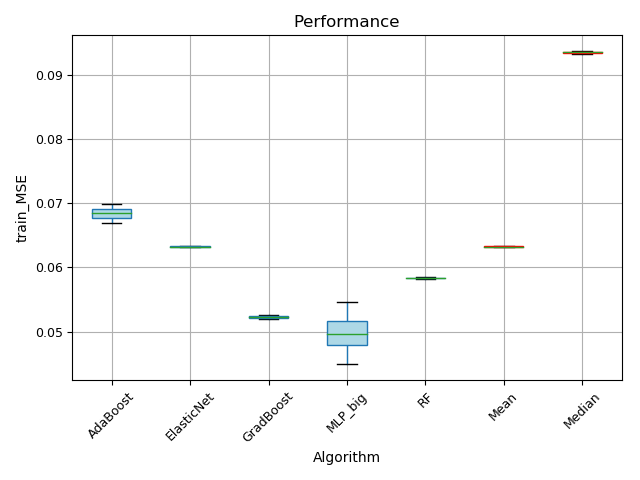 Performance
train_MSE
0.09
0.08
0.07
0.06
0.05
AdaBoost
ElasticNet
GradBoost
MLP_big
RF
Mean
Median
Algorithm